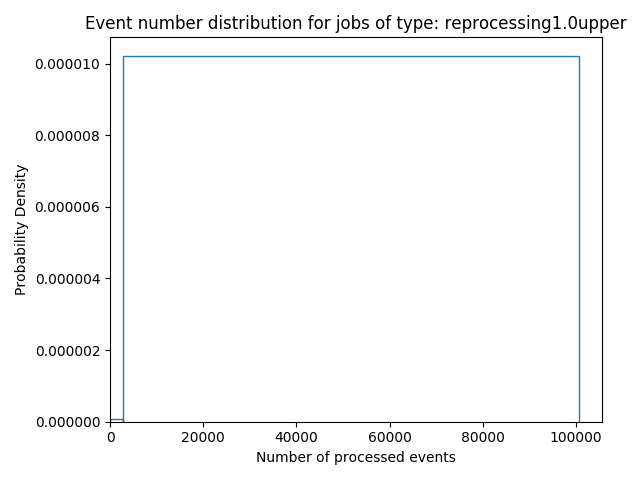 Event number distribution for jobs of type: reprocessing1.0upper
0.000010
0.000008
0.000006
0.000004
0.000002
0.000000
Probability Density
0 20000 40000 60000 80000 100000
Number of processed events